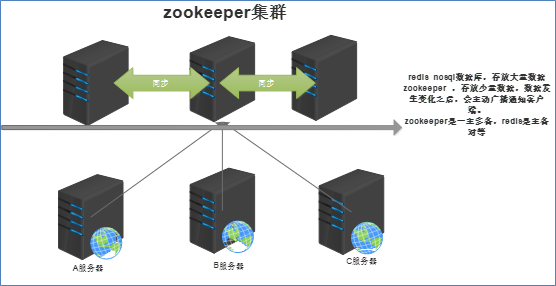 zookeeper集群
同步
同步
redis nosql数据库，存放大量数据
zookeeper ，存放少量数据，数据发
生变化之后，会主动广播通知客户
端。
zookeeper是一主多备，redis是主备
对等
A服务器
B服务器
C服务器